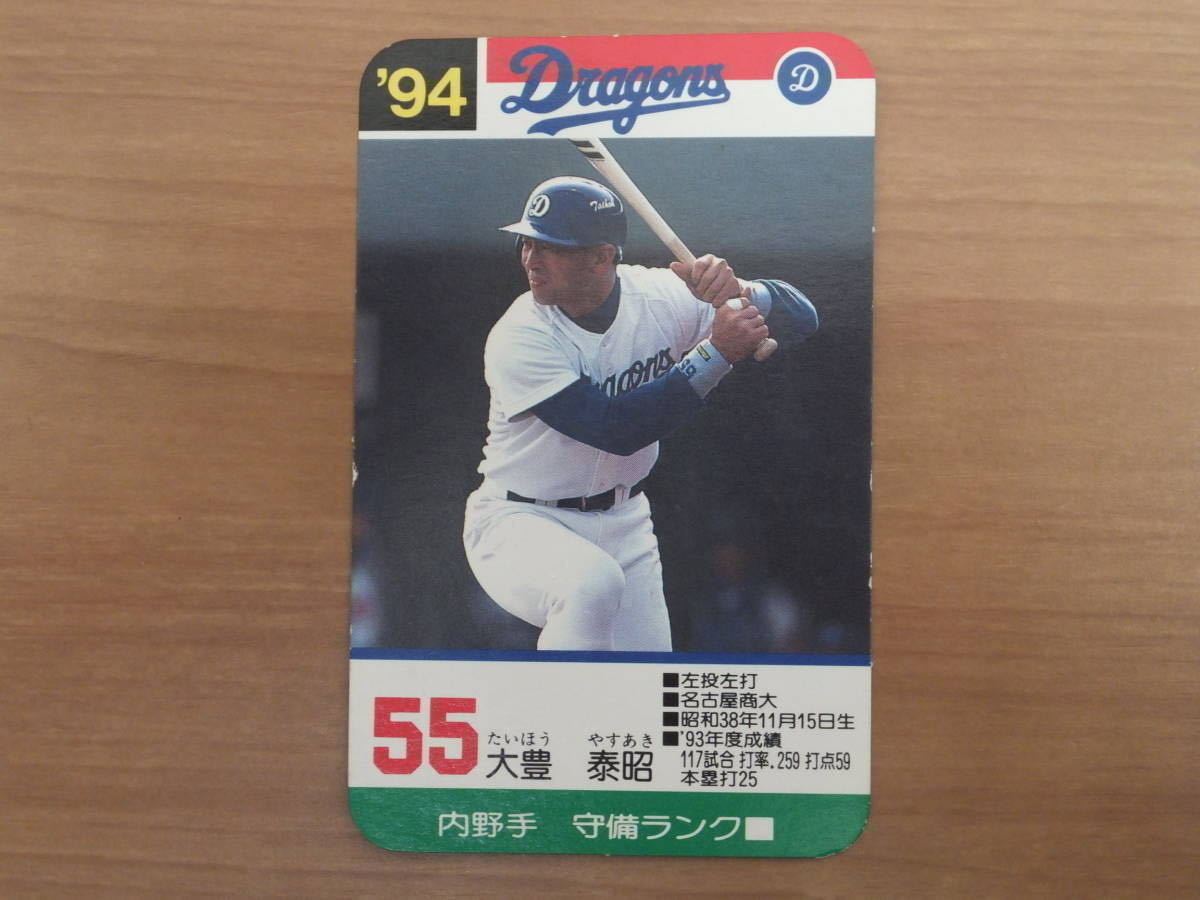 '94
Dragons
D
D
ragons
55
たいほう やすあき
大豊 泰昭
■左投左打
■名古屋商大
■昭和38年11月15日生
■'93年度成績
117試合 打率.259 打点59
本塁打25
内野手 守備ランク■